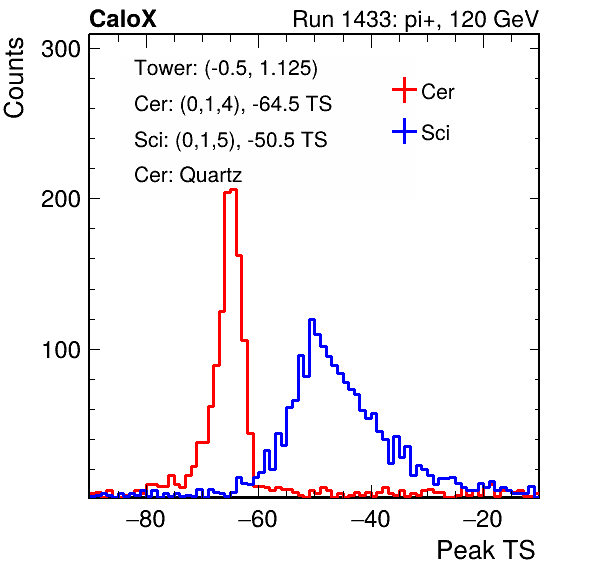 CaloX Run 1433: pi+, 120 GeV
Counts
300
200
100
Tower: (-0.5, 1.125)
Cer: (0,1,4), -64.5 TS
Sci: (0,1,5), -50.5 TS
Cer: Quartz
Cer
Sci
−80 −60 −40 −20
Peak TS